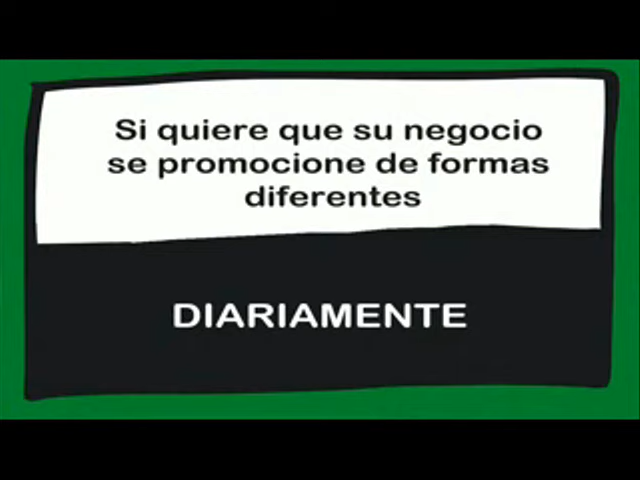 Si quiere que su negocio
se promocione de formas
diferentes
DIARIAMENTE